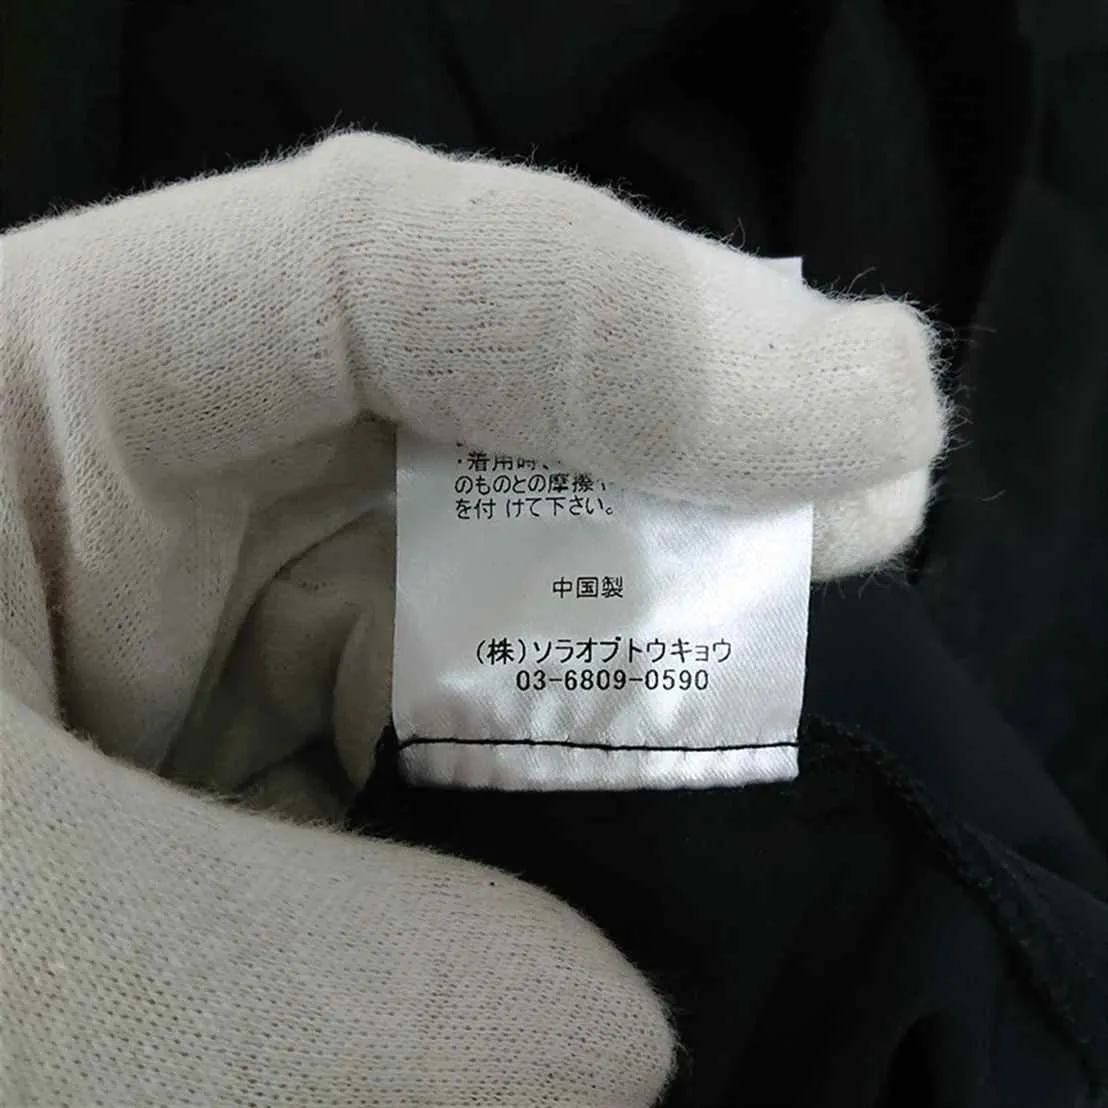 ・着用時、
のものとの摩擦
を付けて下さい。
中国製
(株)ソラオブトウキョウ
03-6809-0590